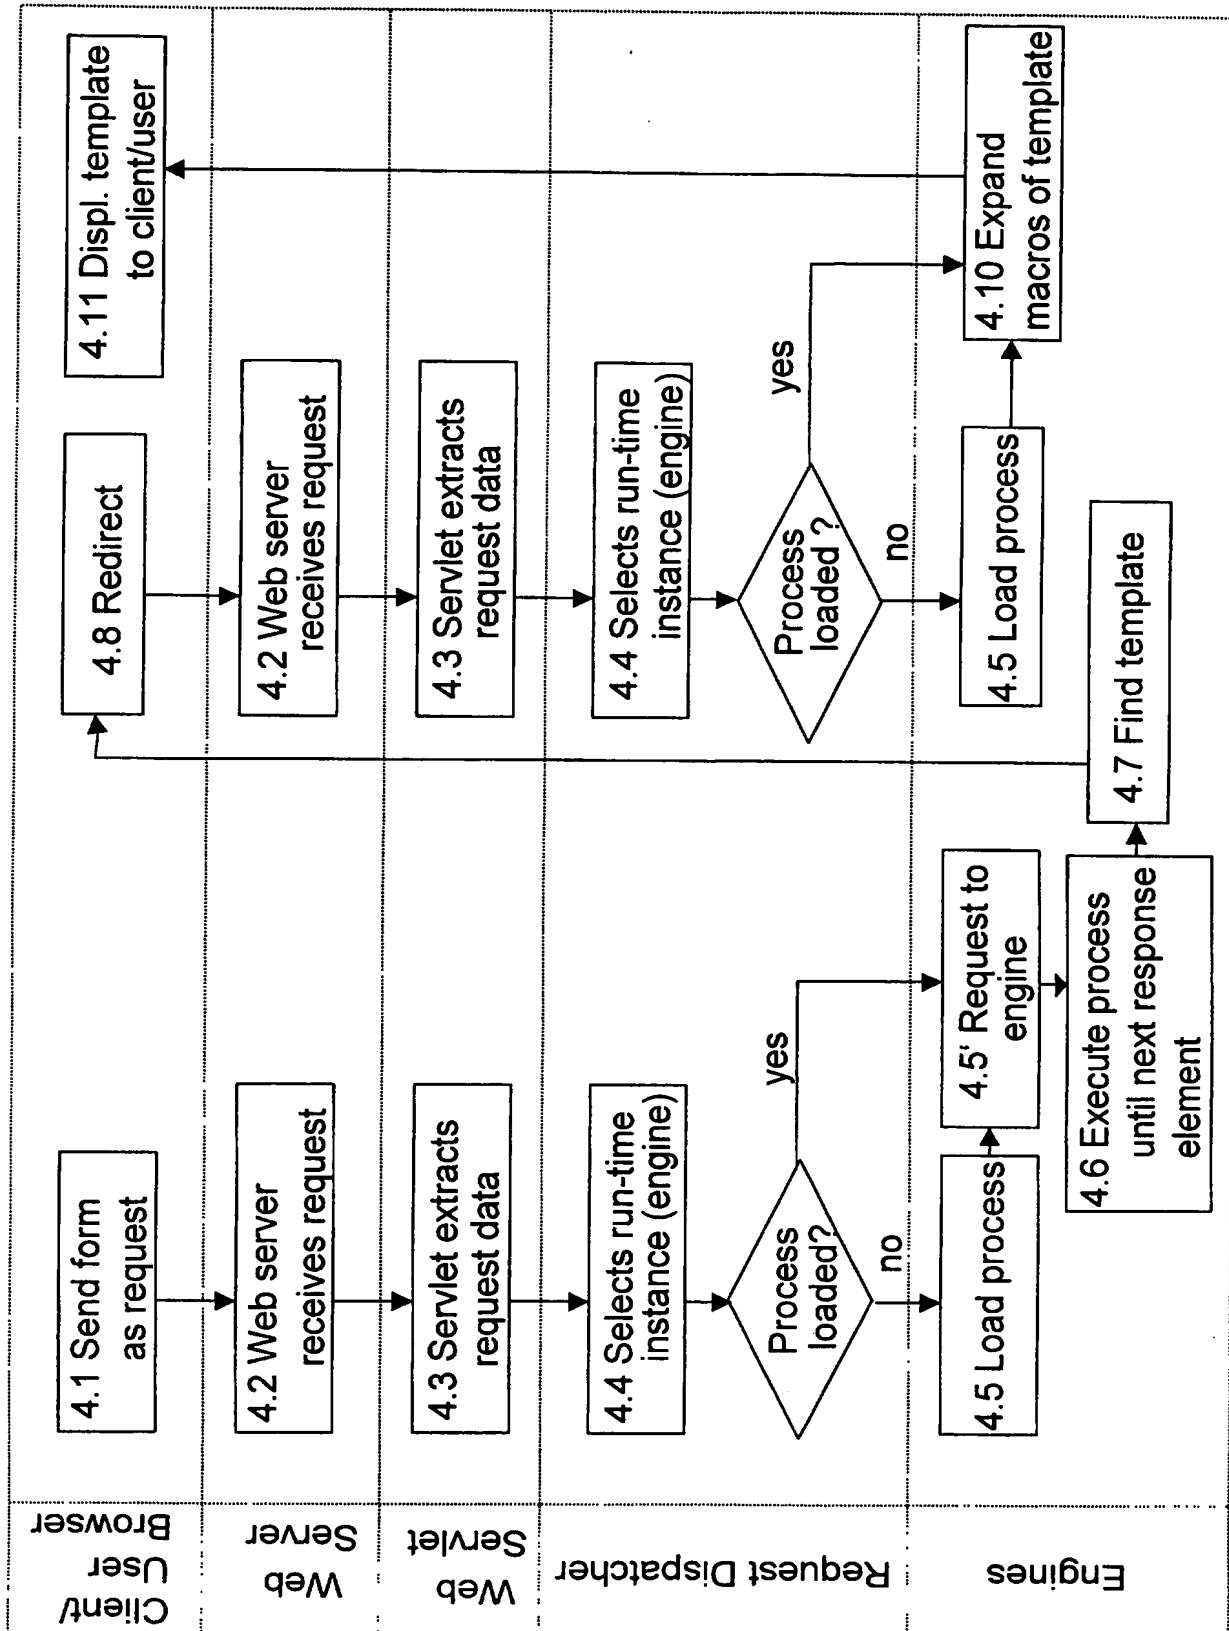 Client/
User
Browser
Web
Server
Web
Servlet
Request Dispatcher
Engines
4.1 Send form
as request
4.2 Web server
receives request
4.3 Servlet extracts
request data
4.4 Selects run-time
instance (engine)
Process
loaded?
yes
no
4.5 Load process
4.5' Request to
engine
4.6 Execute process
until next response
element
4.7 Find template
4.8 Redirect
4.2 Web server
receives request
4.3 Servlet extracts
request data
4.4 Selects run-time
instance (engine)
Process
loaded ?
yes
no
4.5 Load process
4.10 Expand
macros of template
4.11 Displ. template
to client/user